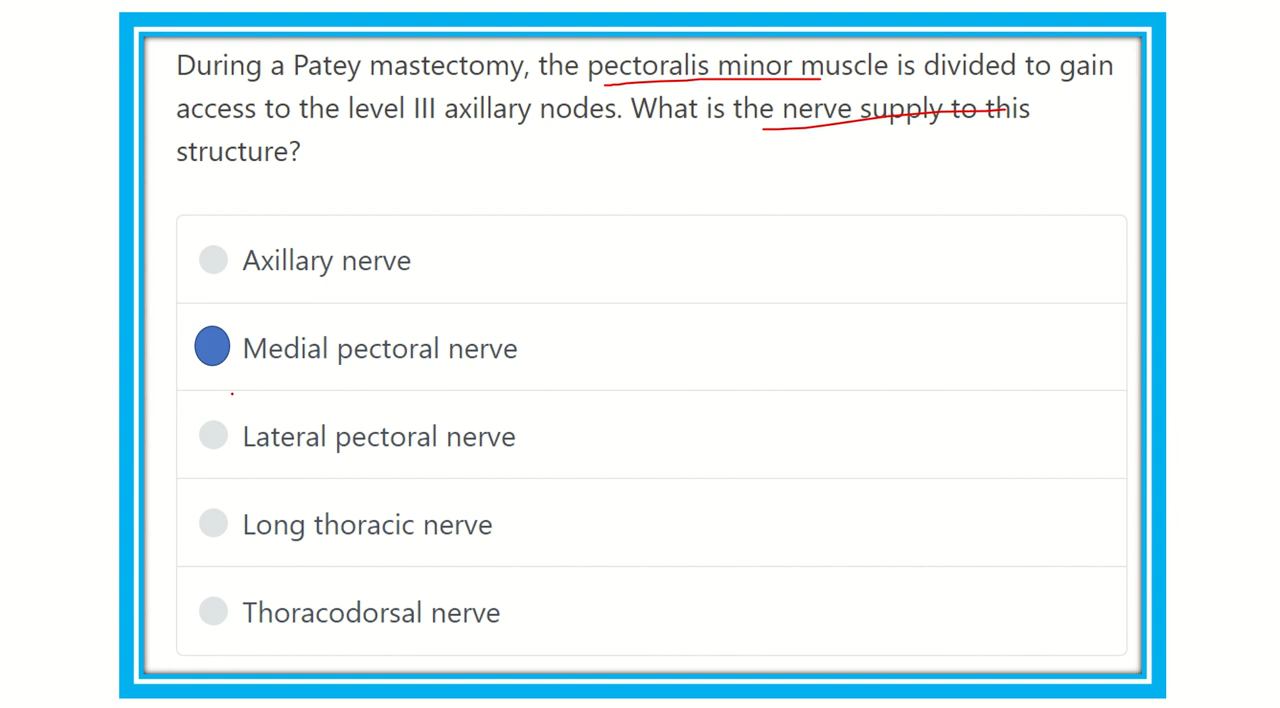 During a Patey mastectomy, the pectoralis minor muscle is divided to gain
access to the level III axillary nodes. What is the nerve supply to this
structure?
Axillary nerve
Medial pectoral nerve
Lateral pectoral nerve
Long thoracic nerve
Thoracodorsal nerve